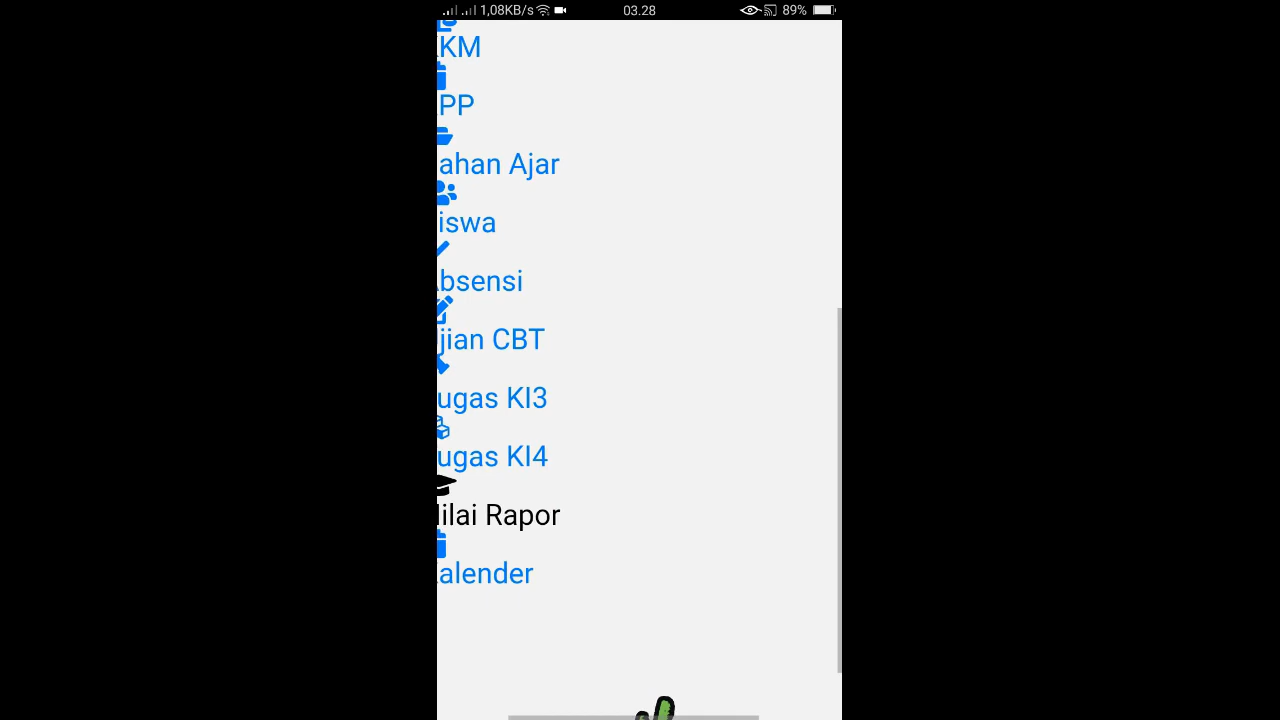 1,08KB/s 03.28 89%
KM
PP
ahan Ajar
iswa
bsensi
jian CBT
ugas KI3
ugas KI4
ilai Rapor
alender